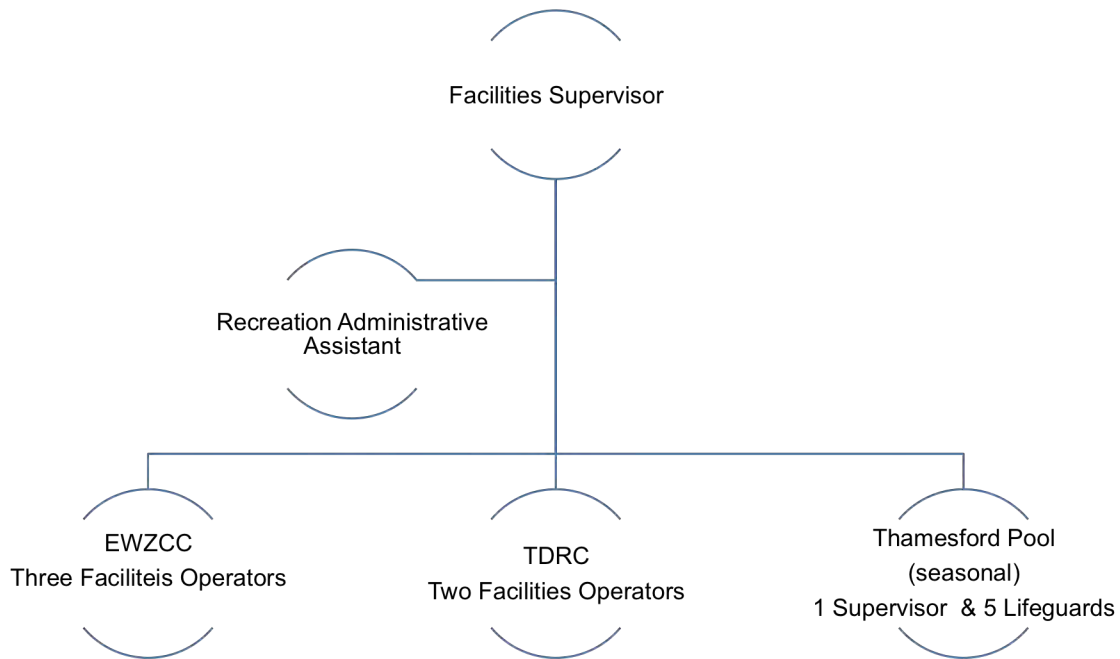 Facilities Supervisor
Recreation Administrative
Assistant
EWZCC
Three Faciliteis Operators
TDRC
Two Facilities Operators
Thamesford Pool
(seasonal)
1 Supervisor  & 5 Lifeguards